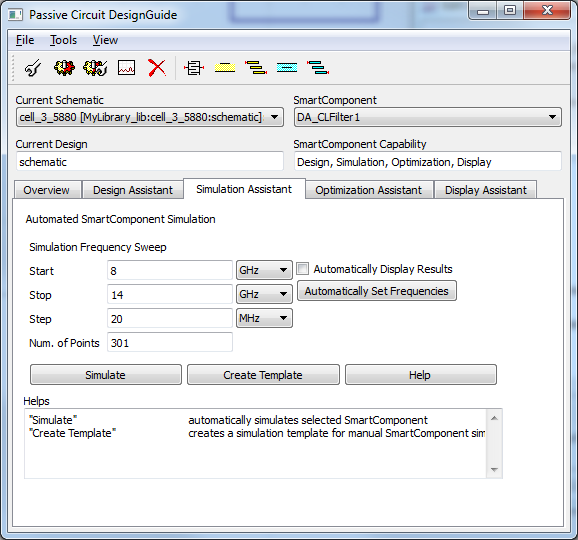 Passive Circuit DesignGuide
File Tools View
Current Schematic
SmartComponent
cell_3_5880 [MyLibrary_lib:cell_3_5880:schematic]
DA_CLFilter1
Current Design
SmartComponent Capability
schematic
Design, Simulation, Optimization, Display
Overview Design Assistant Simulation Assistant Optimization Assistant Display Assistant
Automated SmartComponent Simulation
Simulation Frequency Sweep
Start 8 GHz Automatically Display Results
Stop 14 GHz Automatically Set Frequencies
Step 20 MHz
Num. of Points 301
Simulate Create Template Help
Helps
"Simulate" automatically simulates selected SmartComponent
"Create Template" creates a simulation template for manual SmartComponent sim